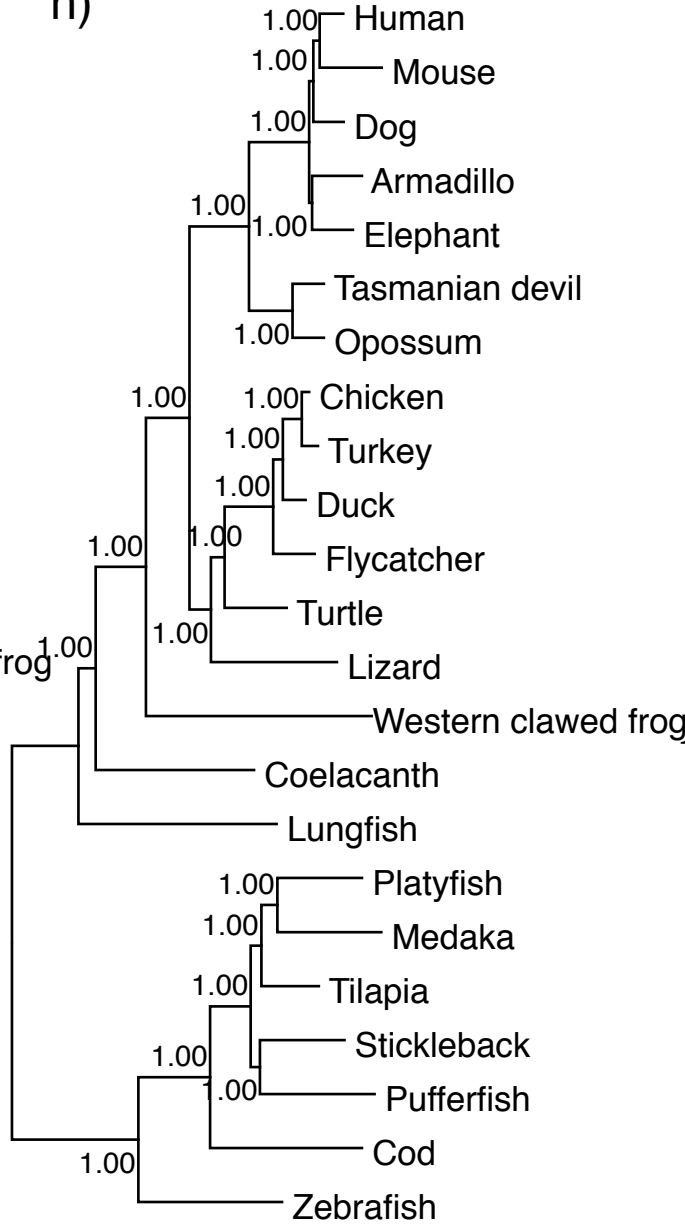 1.00 Human
1.00 Mouse
1.00 Dog
Armadillo
1.00
1.00 Elephant
Tasmanian devil
1.00 Opossum
1.00 1.00 Chicken
1.00 Turkey
1.00 Duck
1.00
1.00 Flycatcher
Turtle
1.00
1.00 Lizard
frog
Western clawed frog
Coelacanth
Lungfish
1.00 Platyfish
1.00 Medaka
1.00 Tilapia
1.00 Stickleback
1.00 Pufferfish
Cod
1.00
Zebrafish